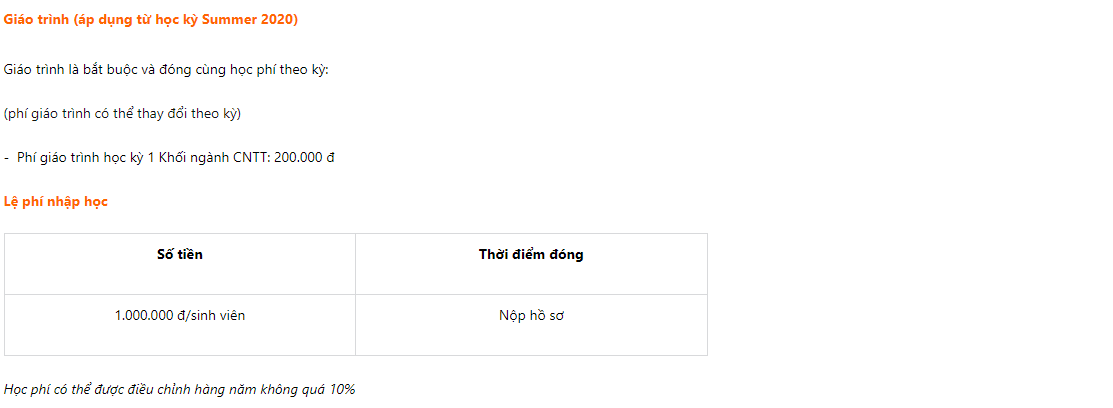 Giáo trình (áp dụng từ học kỳ Summer 2020)
Giáo trình là bắt buộc và đóng cùng học phí theo kỳ:
(phí giáo trình có thể thay đổi theo kỳ)
- Phí giáo trình học kỳ 1 Khối ngành CNTT: 200.000 đ
Lệ phí nhập học
Số tiền Thời điểm đóng
1.000.000 đ/sinh viên Nộp hồ sơ
Học phí có thể được điều chỉnh hàng năm không quá 10%